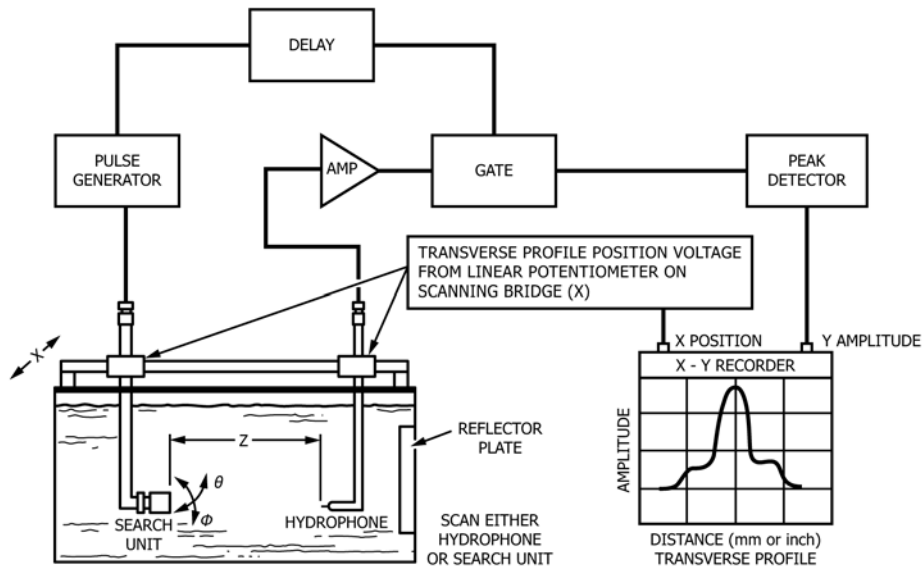 DELAY
PULSE
GENERATOR
AMP
GATE
PEAK
DETECTOR
TRANSVERSE PROFILE POSITION VOLTAGE
FROM LINEAR POTENTIOMETER ON
SCANNING BRIDGE (X)
X
X POSITION
Y AMPLITUDE
X - Y RECORDER
AMPLITUDE
Z
REFLECTOR
PLATE
θ
Φ
SEARCH
UNIT
HYDROPHONE
SCAN EITHER
HYDROPHONE
OR SEARCH UNIT
DISTANCE (mm or inch)
TRANSVERSE PROFILE